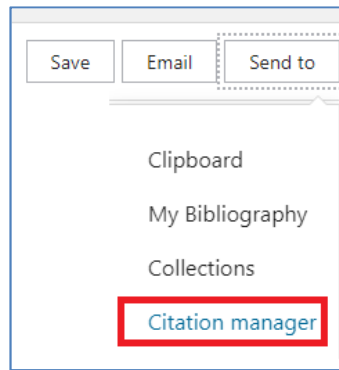 Save Email Send to
Clipboard
My Bibliography
Collections
Citation manager